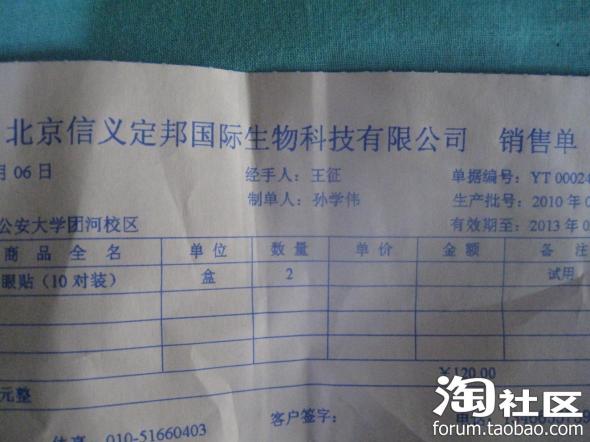 北京信义定邦国际生物科技有限公司 销售单
月 06 日 经手人：王征 单据编号：YT 00024
制单人：孙学伟 生产批号：2010 年 0
公安大学团河校区 有效期至：2013 年 0
商品全名 单位 数量 单价 金额 备注
眼贴（10 对装） 盒 2 试用
￥120.00
元整
客户签字：
010-51660403
淘社区
forum.taobao.com